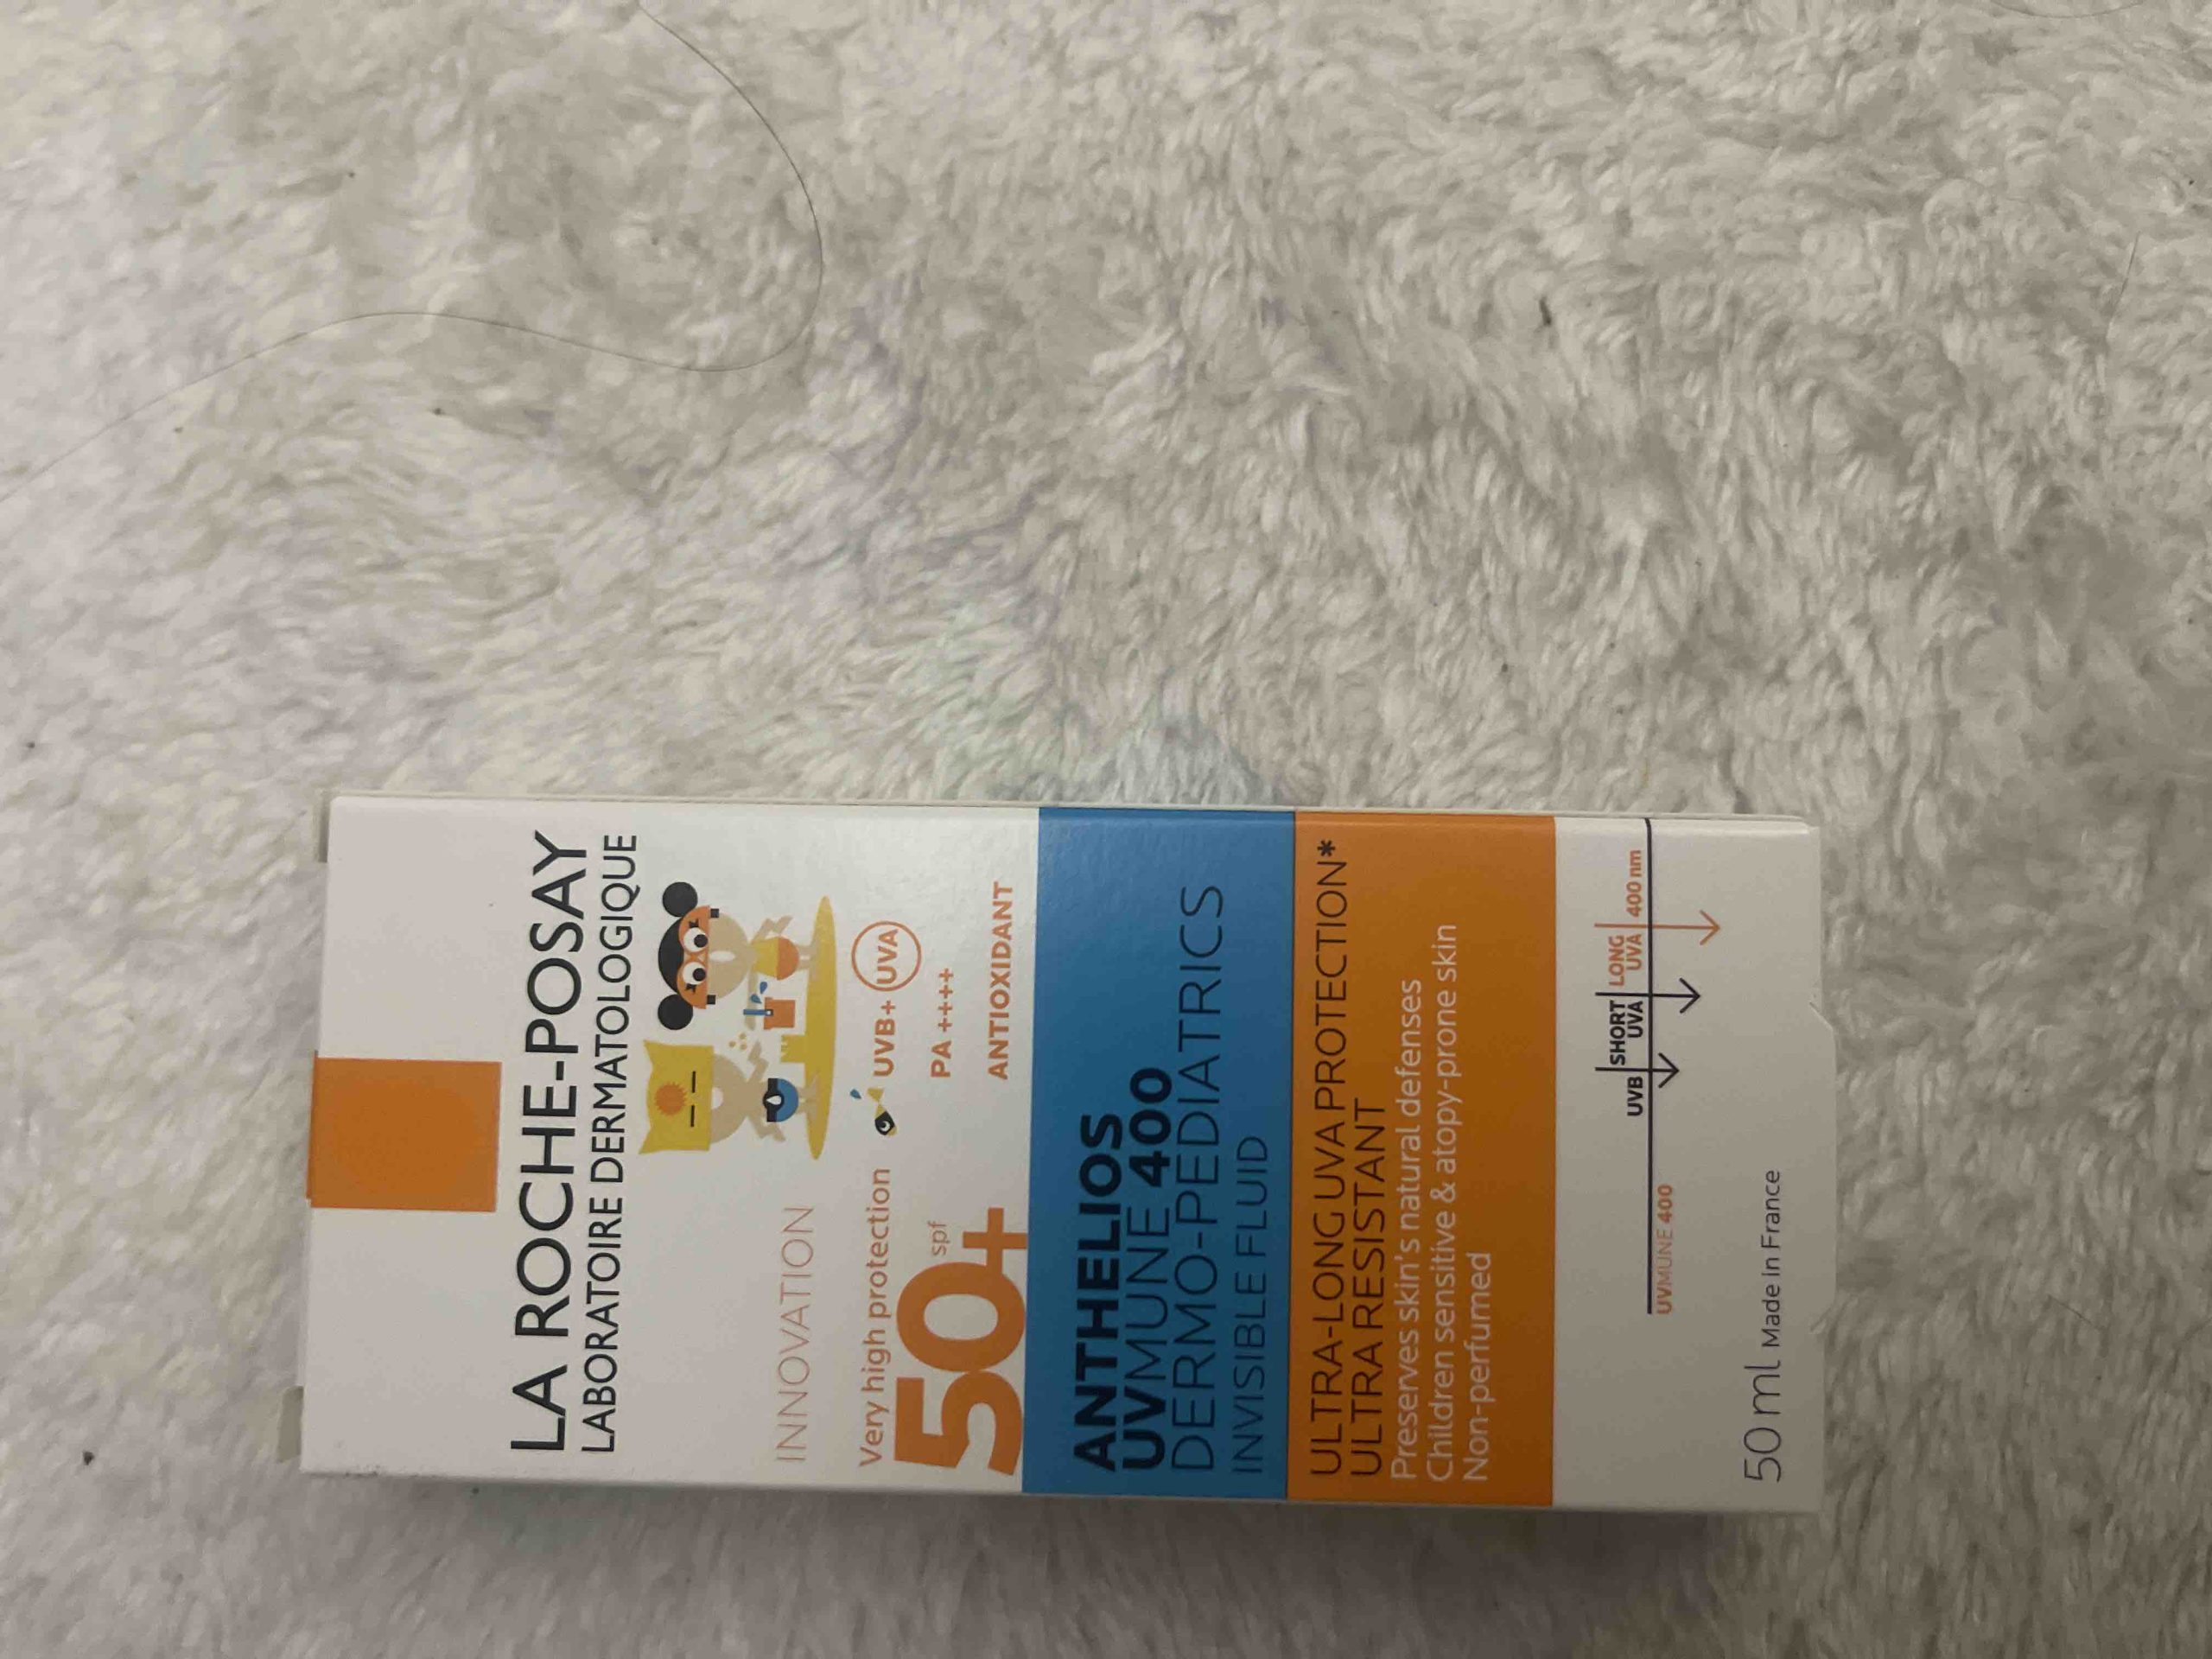 LA ROCHE-POSAY
LABORATOIRE DERMATOLOGIQUE
INNOVATION
Very high protection
50+ spf
UVB+ UVA
PA ++++
ANTIOXIDANT
ANTHELIOS
UVMUNE 400
DERMO-PEDIATRICS
INVISIBLE FLUID
ULTRA-LONG UVA PROTECTION*
ULTRA RESISTANT
Preserves skin's natural defenses
Children sensitive & atopy-prone skin
Non-perfumed
UVB SHORT UVA LONG UVA 400 nm
UVMUNE 400
50 ml Made in France